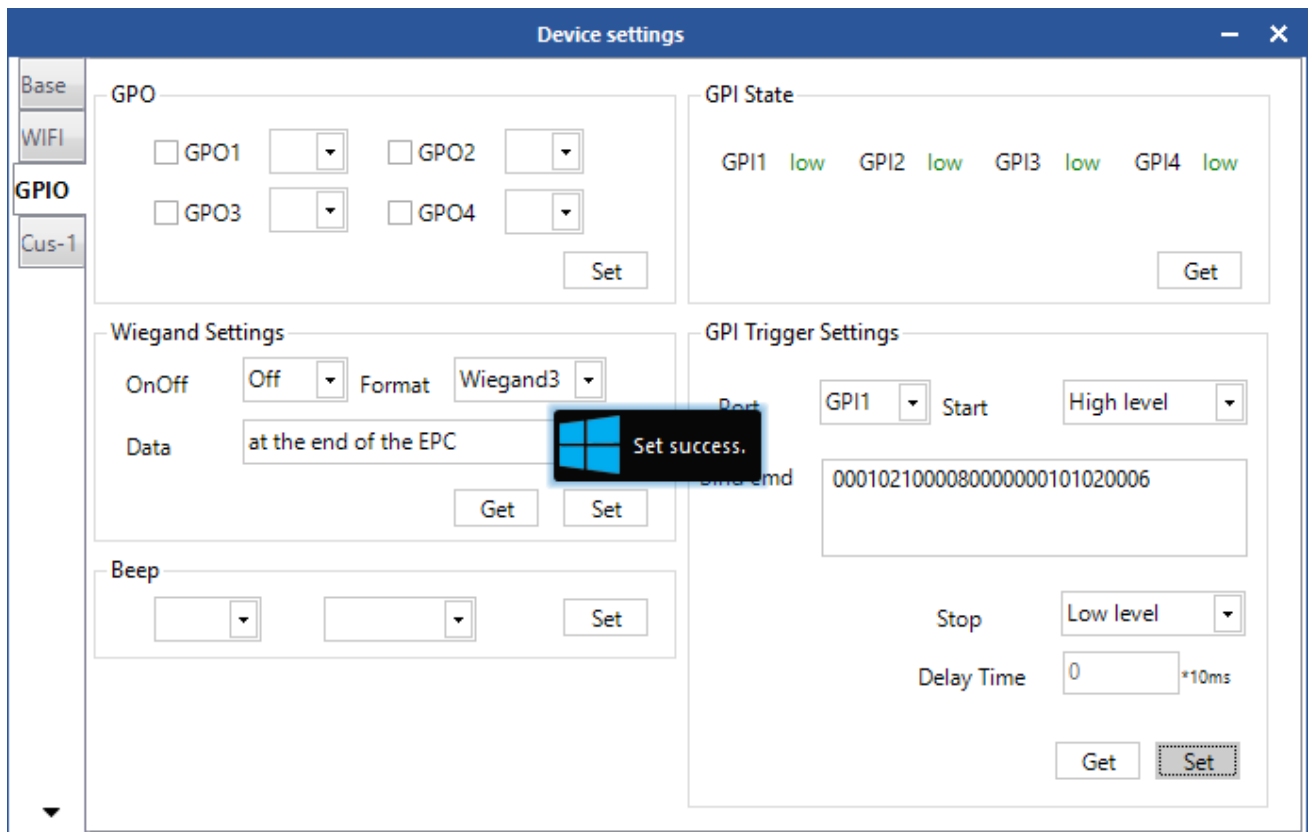 Device settings
Base
WIFI
GPIO
Cus-1
GPO
GPO1
GPO2
GPO3
GPO4
Set
GPI State
GPI1 low GPI2 low GPI3 low GPI4 low
Get
Wiegand Settings
OnOff Off Format Wiegand3
Data at the end of the EPC
Get Set
Set success.
Beep
Set
GPI Trigger Settings
Port GPI1 Start High level
cmd 00010210000800000000101020006
Stop Low level
Delay Time 0 *10ms
Get Set